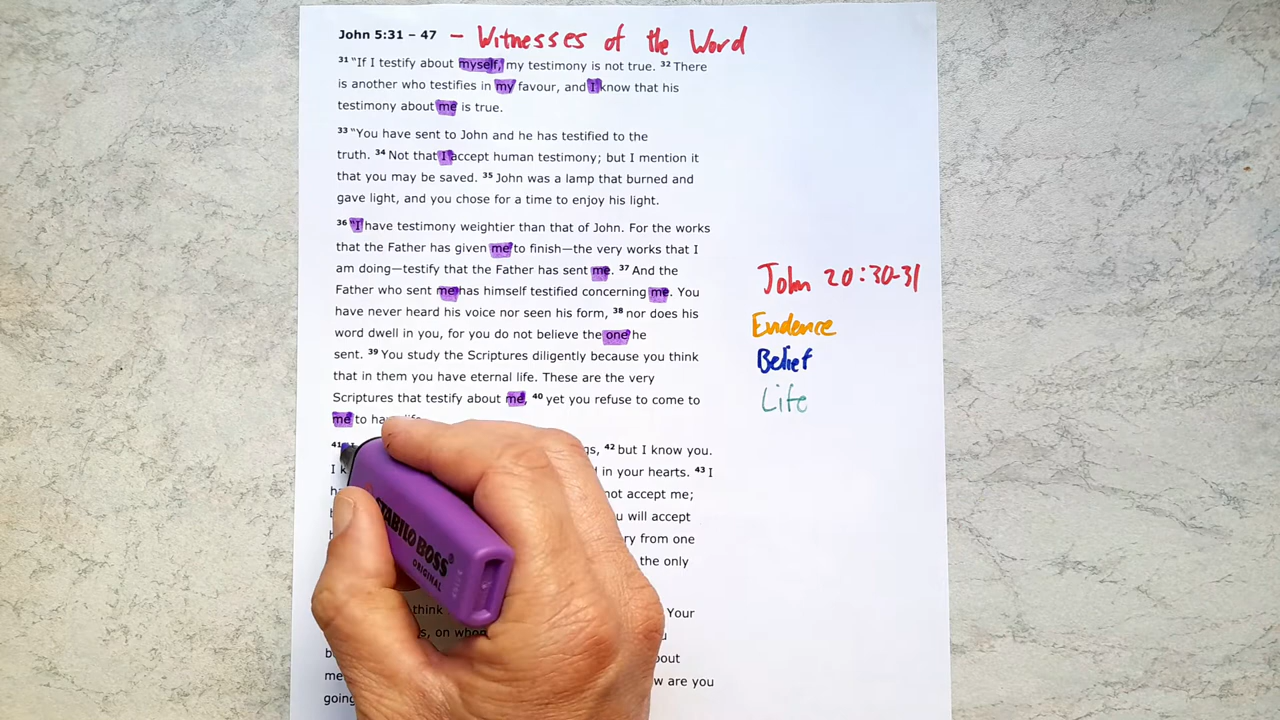 John 5:31 – 47 – Witnesses of the Word
31 "If I testify about myself, my testimony is not true. 32 There
is another who testifies in my favour, and I know that his
testimony about me is true.
33 "You have sent to John and he has testified to the
truth. 34 Not that I accept human testimony; but I mention it
that you may be saved. 35 John was a lamp that burned and
gave light, and you chose for a time to enjoy his light.
36 "I have testimony weightier than that of John. For the works
that the Father has given me to finish—the very works that I
am doing—testify that the Father has sent me. 37 And the
Father who sent me has himself testified concerning me. You
have never heard his voice nor seen his form, 38 nor does his
word dwell in you, for you do not believe the one he
sent. 39 You study the Scriptures diligently because you think
that in them you have eternal life. These are the very
Scriptures that testify about me, 40 yet you refuse to come to
me to have life.
41 but I know you.
42
I in your hearts. 43 I
not accept me;
will accept
from one
the only
think Your
on whom
me are you
going
John 20:30-31
Evidence
Belief
Life
STABILO BOSS®
ORIGINAL